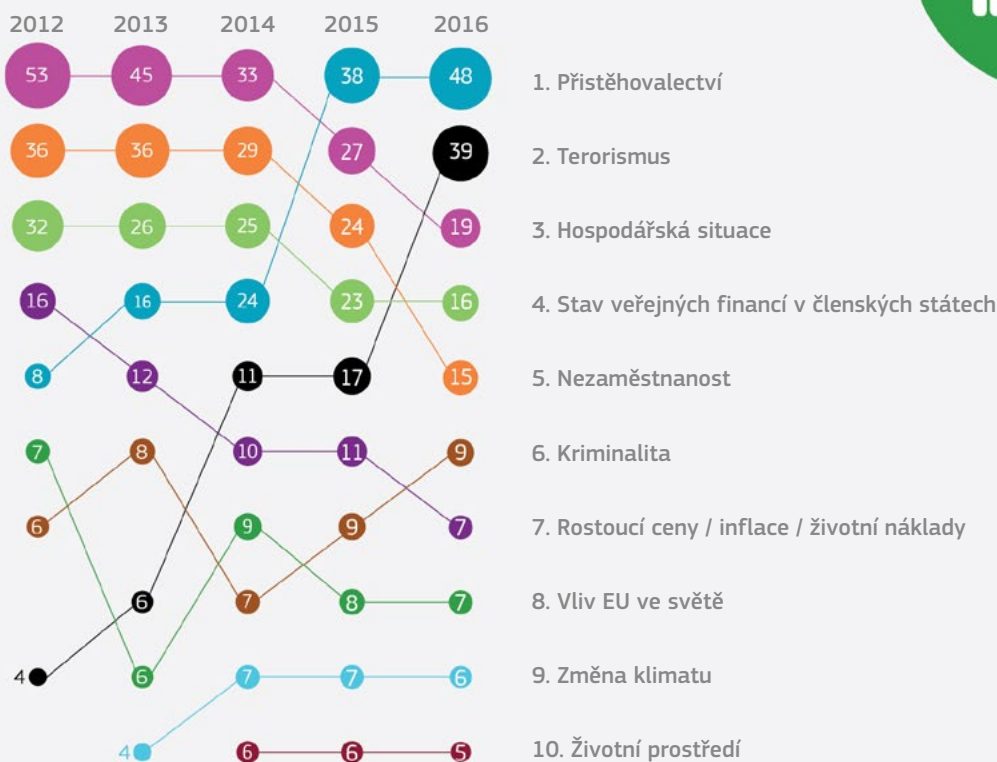 2012 2013 2014 2015 2016
53 45 33 38 48 1. Přistěhovalectví
36 36 29 27 39 2. Terorismus
32 26 25 24 19 3. Hospodářská situace
16 16 24 23 16 4. Stav veřejných financí v členských státech
8 12 11 17 15 5. Nezaměstnanost
7 8 10 11 9 6. Kriminalita
6 9 9 7 7. Rostoucí ceny / inflace / životní náklady
6 7 8 7 8. Vliv EU ve světě
4 6 7 7 6 9. Změna klimatu
4 6 6 5 10. Životní prostředí